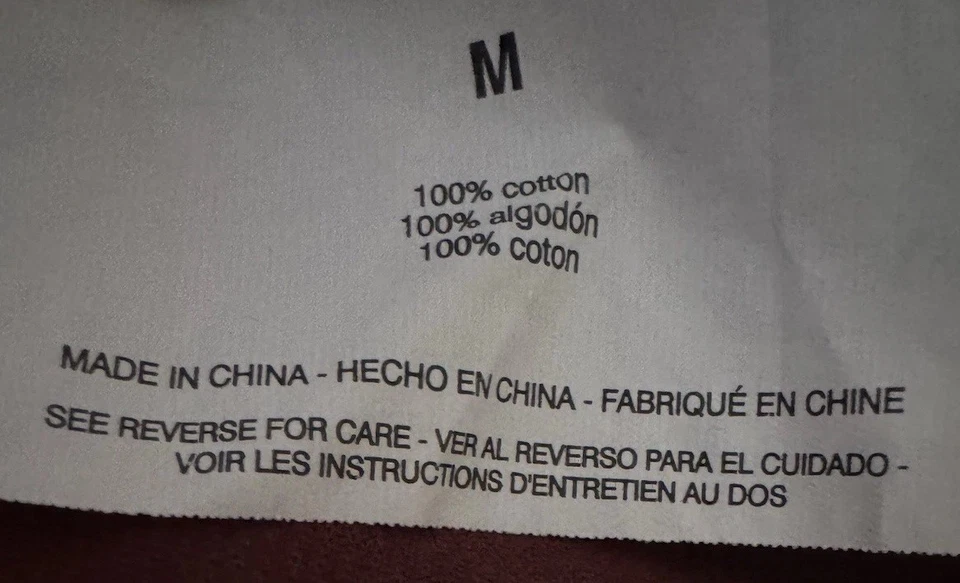 M
100% cotton
100% algodón
100% coton
MADE IN CHINA - HECHO EN CHINA - FABRIQUÉ EN CHINE
SEE REVERSE FOR CARE - VER AL REVERSO PARA EL CUIDADO -
VOIR LES INSTRUCTIONS D'ENTRETIEN AU DOS